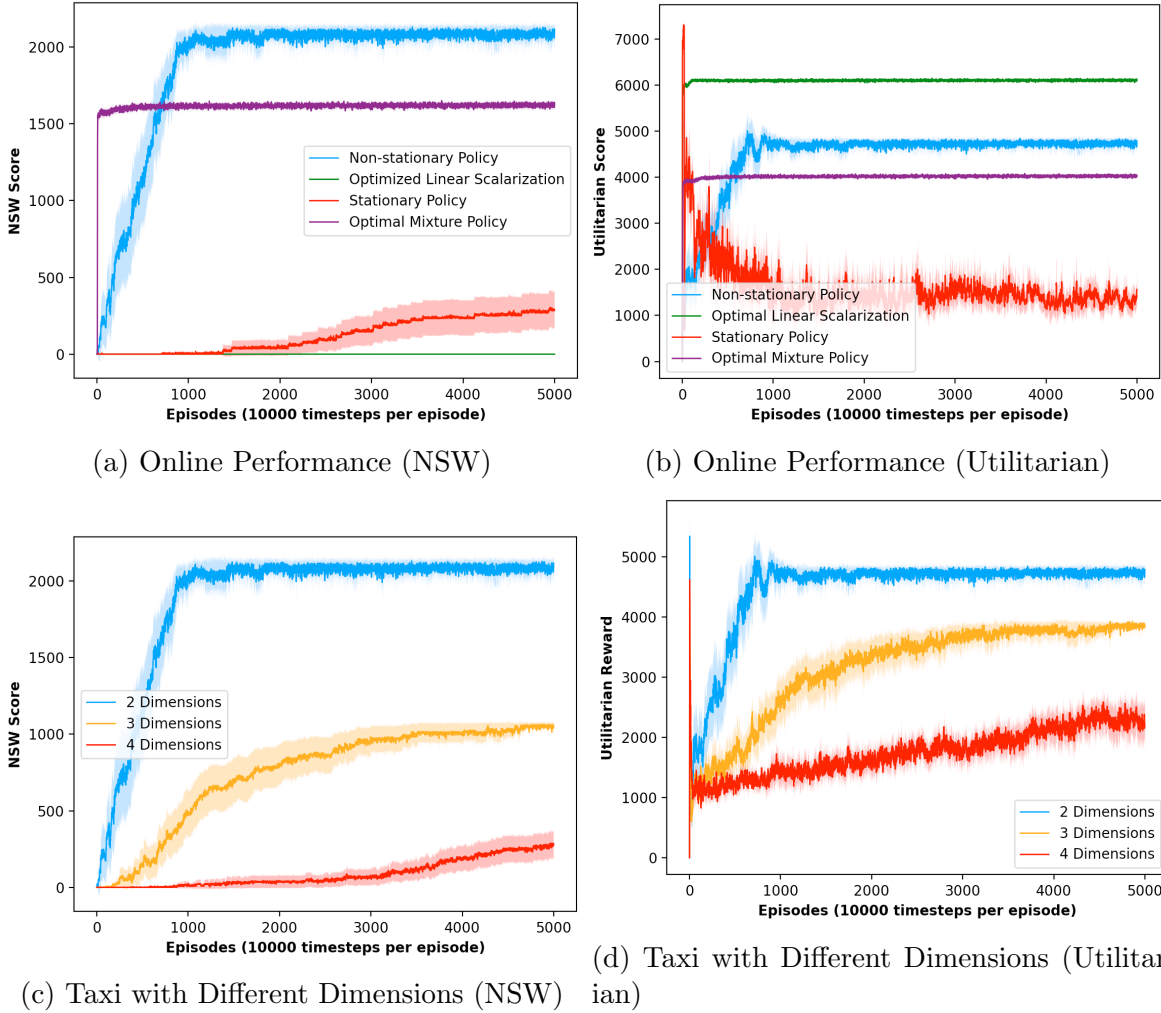 2000
1500
1000
500
0
NSW Score
Non-stationary Policy
Optimized Linear Scalarization
Stationary Policy
Optimal Mixture Policy
0 1000 2000 3000 4000 5000
Episodes (10000 timesteps per episode)
(a) Online Performance (NSW)
7000
6000
5000
4000
3000
2000
1000
0
Utilitarian Score
Non-stationary Policy
Optimal Linear Scalarization
Stationary Policy
Optimal Mixture Policy
0 1000 2000 3000 4000 5000
Episodes (10000 timesteps per episode)
(b) Online Performance (Utilitarian)
2000
1500
1000
500
0
NSW Score
2 Dimensions
3 Dimensions
4 Dimensions
0 1000 2000 3000 4000 5000
Episodes (10000 timesteps per episode)
(c) Taxi with Different Dimensions (NSW)
5000
4000
3000
2000
1000
0
Utilitarian Reward
2 Dimensions
3 Dimensions
4 Dimensions
0 1000 2000 3000 4000 5000
Episodes (10000 timesteps per episode)
(d) Taxi with Different Dimensions (Utilitar
ian)